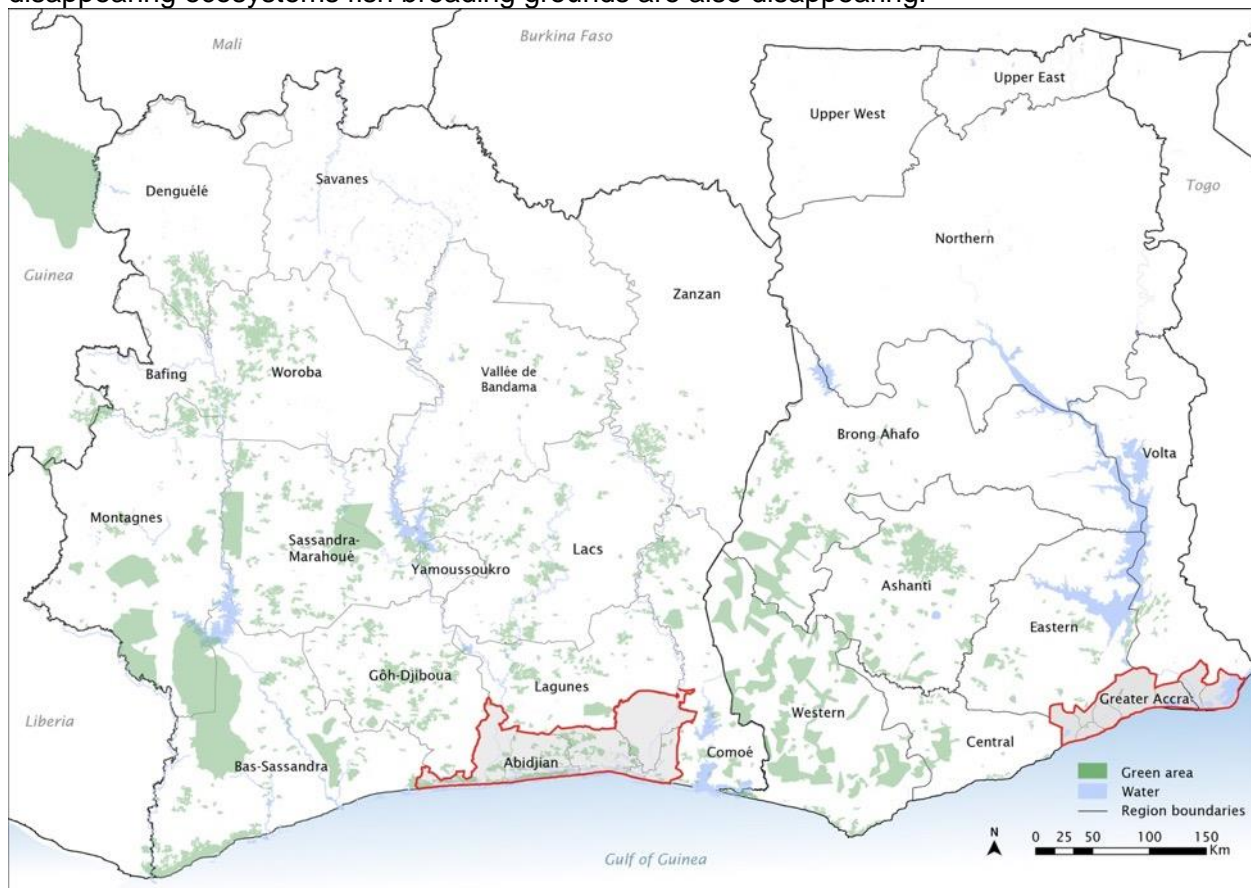 disappearing ecosystems fish breading grounds are also disappearing.
Mali
Burkina Faso
Upper East
Upper West
Togo
Denguélé
Savanes
Northern
Guinea
Zanzan
Bafing
Woroba
Vallée de
Bandama
Brong Ahafo
Volta
Montagnes
Sassandra-
Marahoué
Yamoussoukro
Lacs
Ashanti
Eastern
Gôh-Djiboua
Lagunes
Greater Accra
Liberia
Western
Central
Bas-Sassandra
Abidjian
Comoé
Green area
Water
Region boundaries
N
0 25 50 100 150
Km
Gulf of Guinea